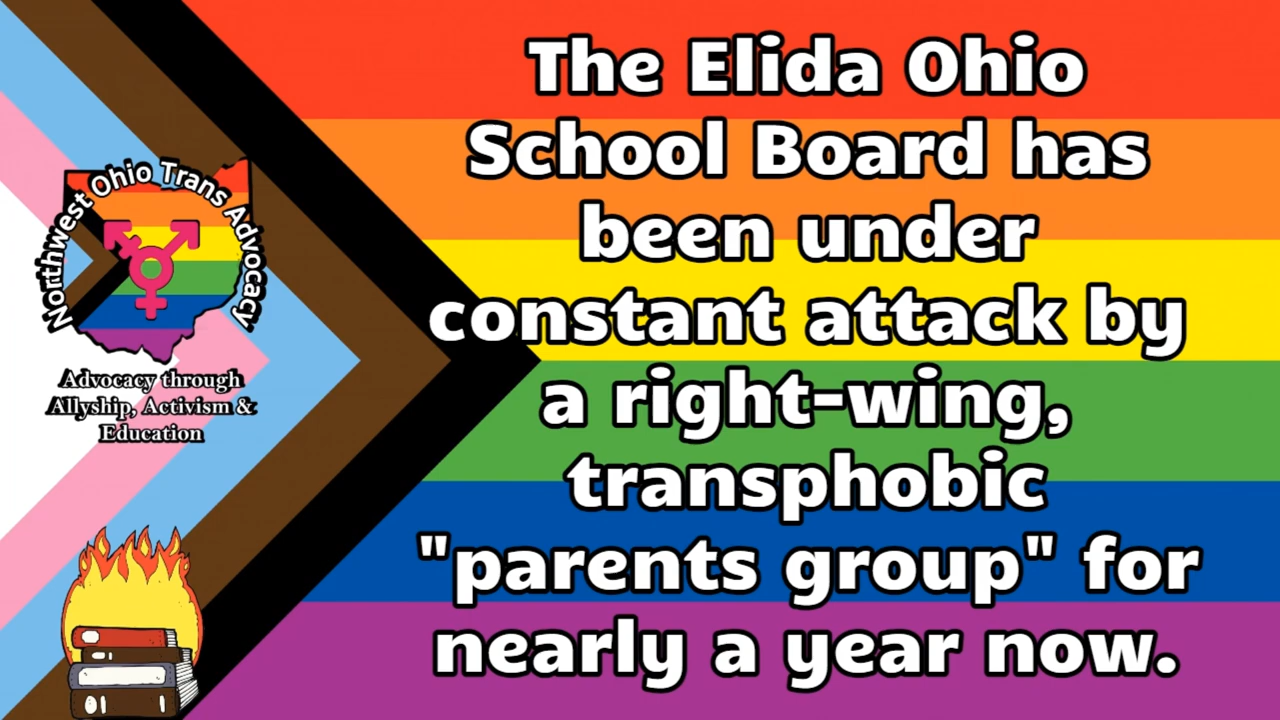 The Elida Ohio
School Board has
been under
constant attack by
a right-wing,
transphobic
"parents group" for
nearly a year now.
Northwest Ohio Trans Advocacy
Advocacy through
Allyship, Activism &
Education